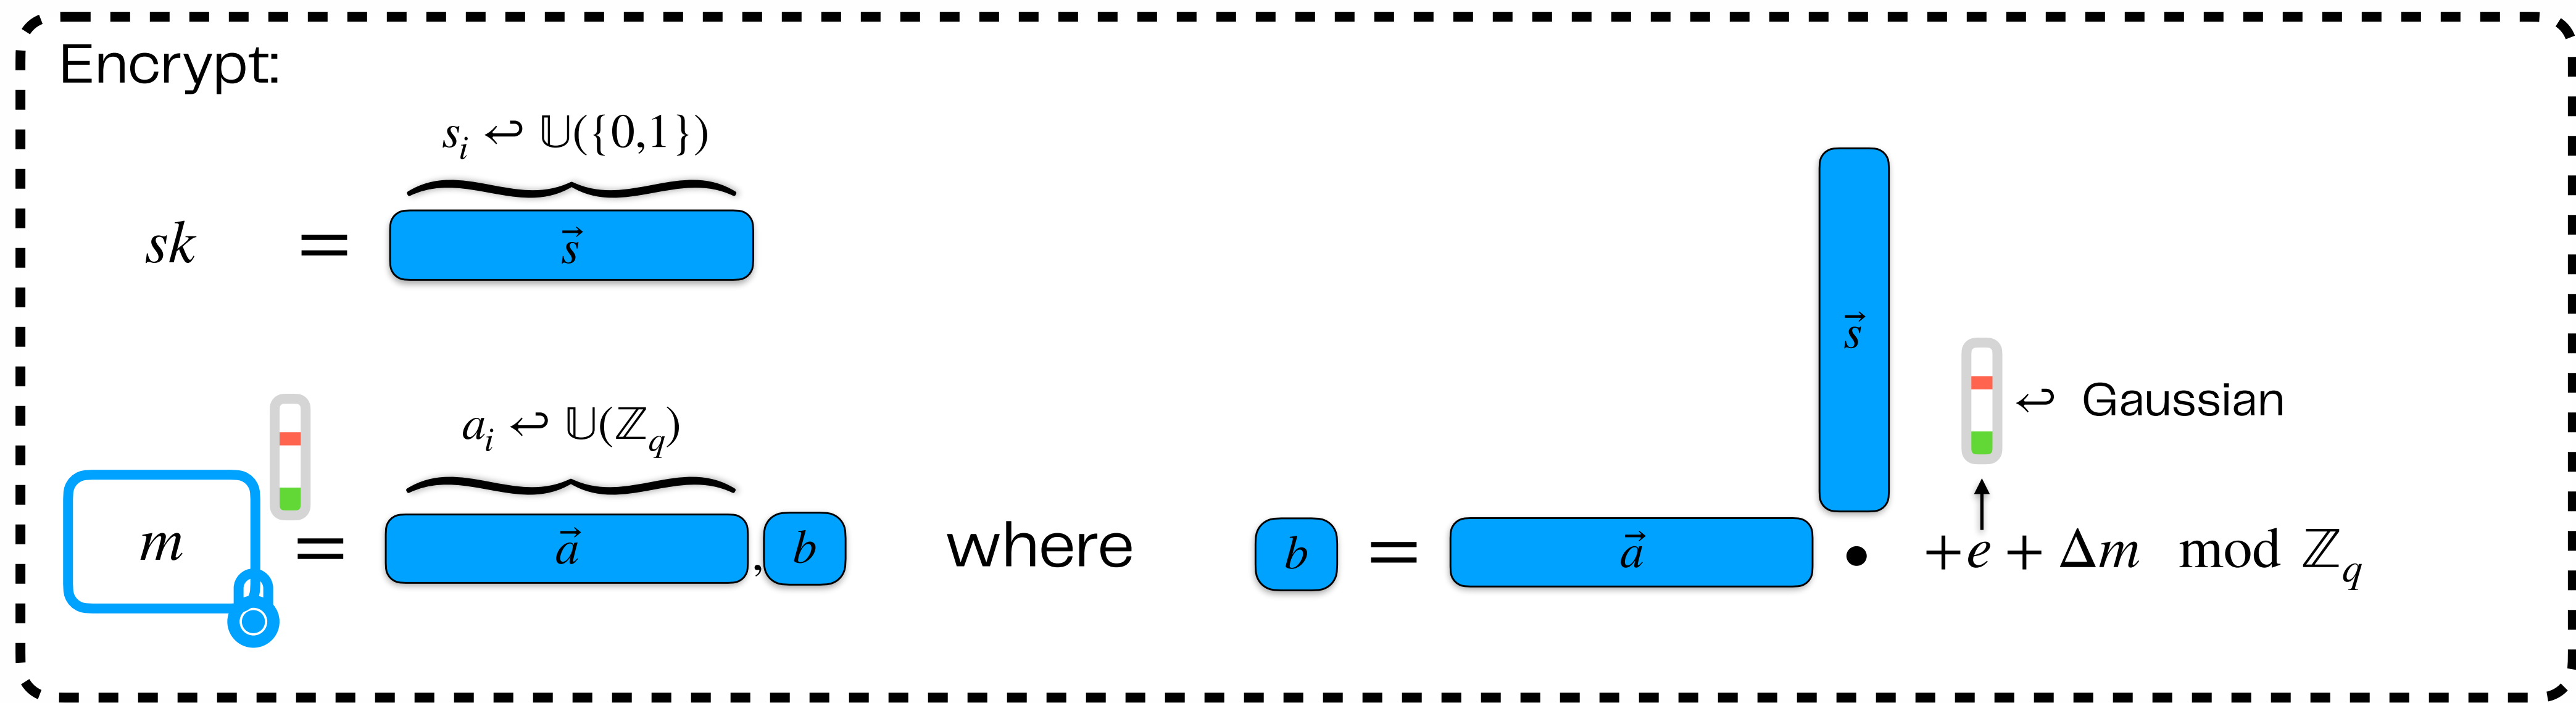 Encrypt:
s_i ↩ 𝕌({0,1})
sk = s⃗
s⃗
a_i ↩ 𝕌(ℤ_q)
↩ Gaussian
m = a⃗ , b where b = a⃗ • +e + Δm mod ℤ_q